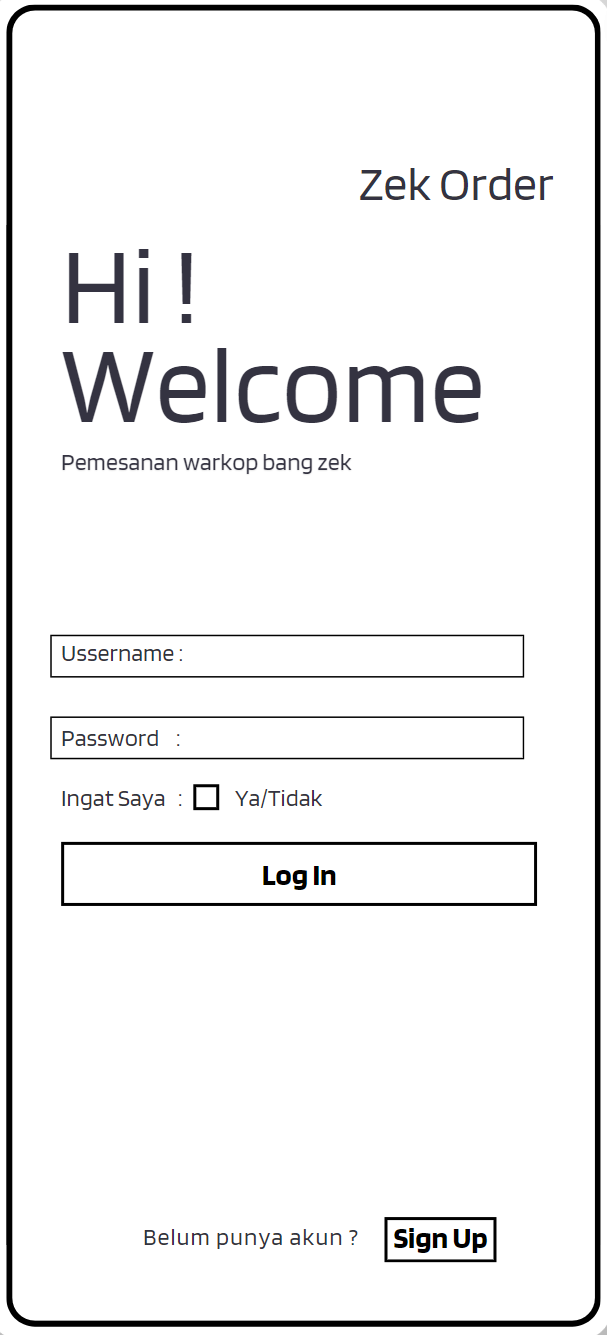 Zek Order
Hi !
Welcome
Pemesanan warkop bang zek
Ussername :
Password :
Ingat Saya : Ya/Tidak
Log In
Belum punya akun ? Sign Up